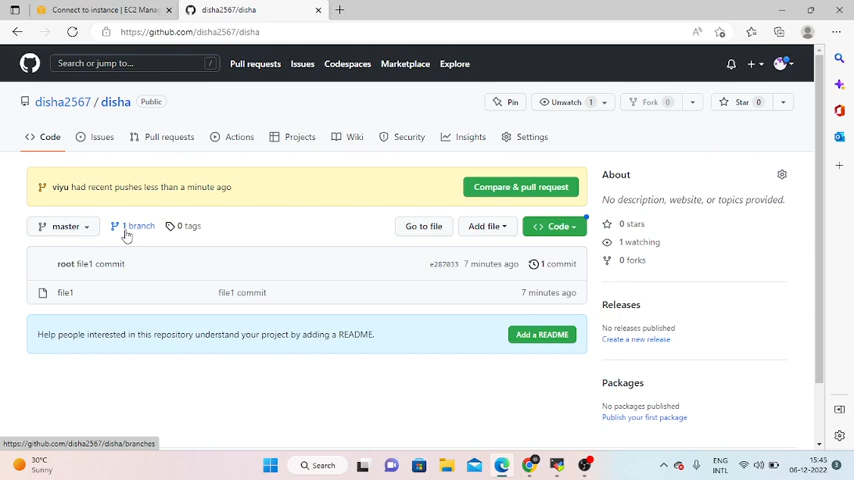 Connect to instance | EC2 Mana
disha2567/disha
https://github.com/disha2567/disha
Search or jump to...
/
Pull requests
Issues
Codespaces
Marketplace
Explore
disha2567 / disha
Public
Pin
Unwatch 1
Fork 0
Star 0
Code
Issues
Pull requests
Actions
Projects
Wiki
Security
Insights
Settings
viyu had recent pushes less than a minute ago
Compare & pull request
master
1 branch
0 tags
Go to file
Add file
Code
root file1 commit
e287033 7 minutes ago
1 commit
file1
file1 commit
7 minutes ago
Help people interested in this repository understand your project by adding a README.
Add a README
About
No description, website, or topics provided.
0 stars
1 watching
0 forks
Releases
No releases published
Create a new release
Packages
No packages published
Publish your first package
https://github.com/disha2567/disha/branches
30°C
Sunny
Search
ENG
INTL
15:45
06-12-2022
3